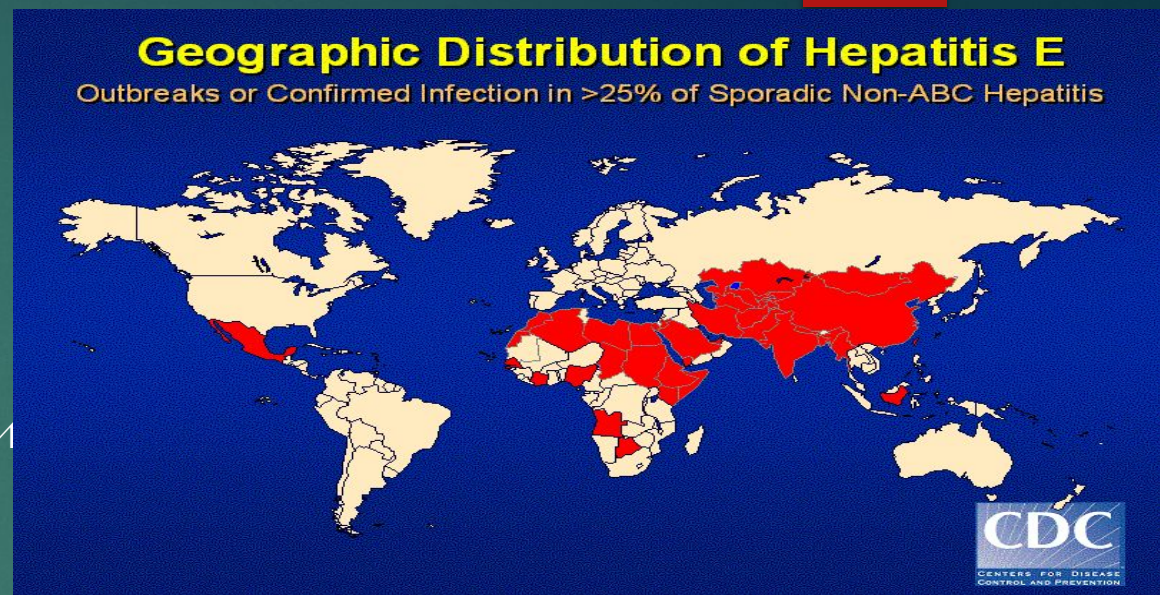 Geographic Distribution of Hepatitis E
Outbreaks or Confirmed Infection in >25% of Sporadic Non-ABC Hepatitis
CDC
CENTERS FOR DISEASE
CONTROL AND PREVENTION